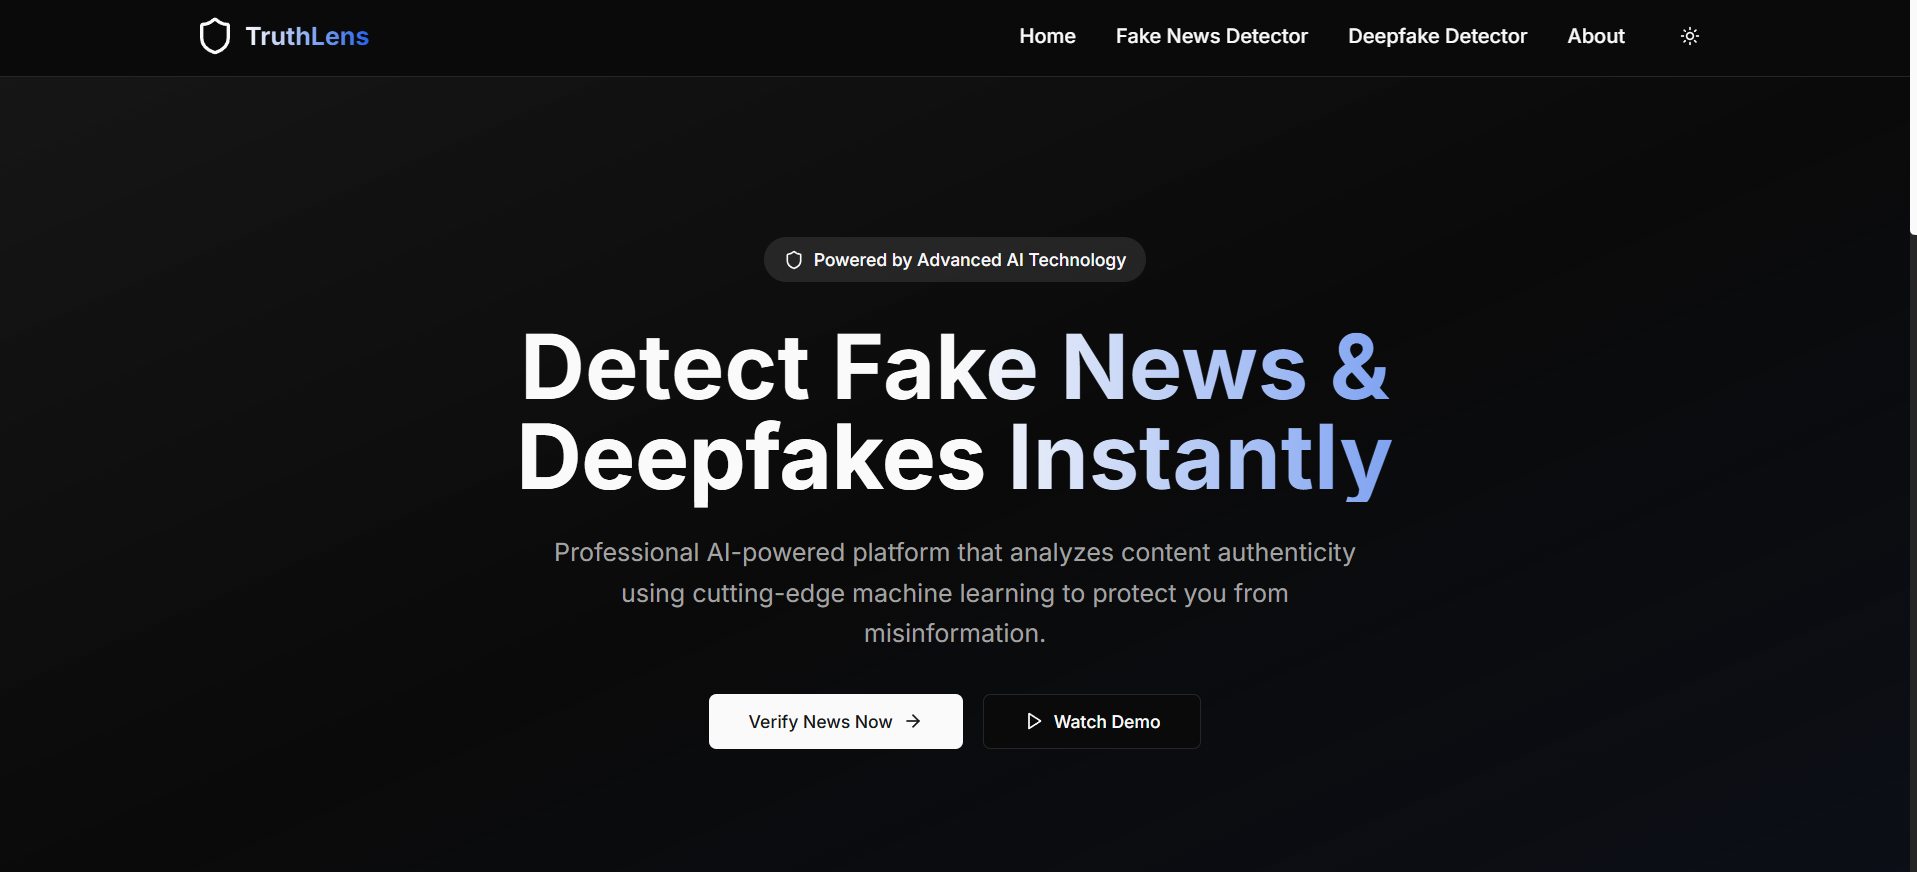 TruthLens
Home
Fake News Detector
Deepfake Detector
About
Powered by Advanced AI Technology
Detect Fake News &
Deepfakes Instantly
Professional AI-powered platform that analyzes content authenticity
using cutting-edge machine learning to protect you from
misinformation.
Verify News Now
Watch Demo